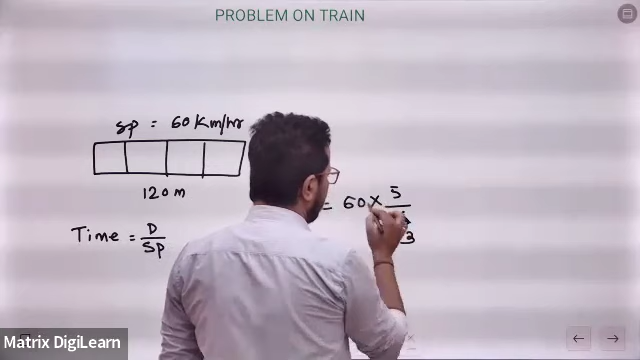 PROBLEM ON TRAIN
Sp = 60 Km/hr
120 m
= 60 × 5
3
Time = D
Sp
Matrix DigiLearn